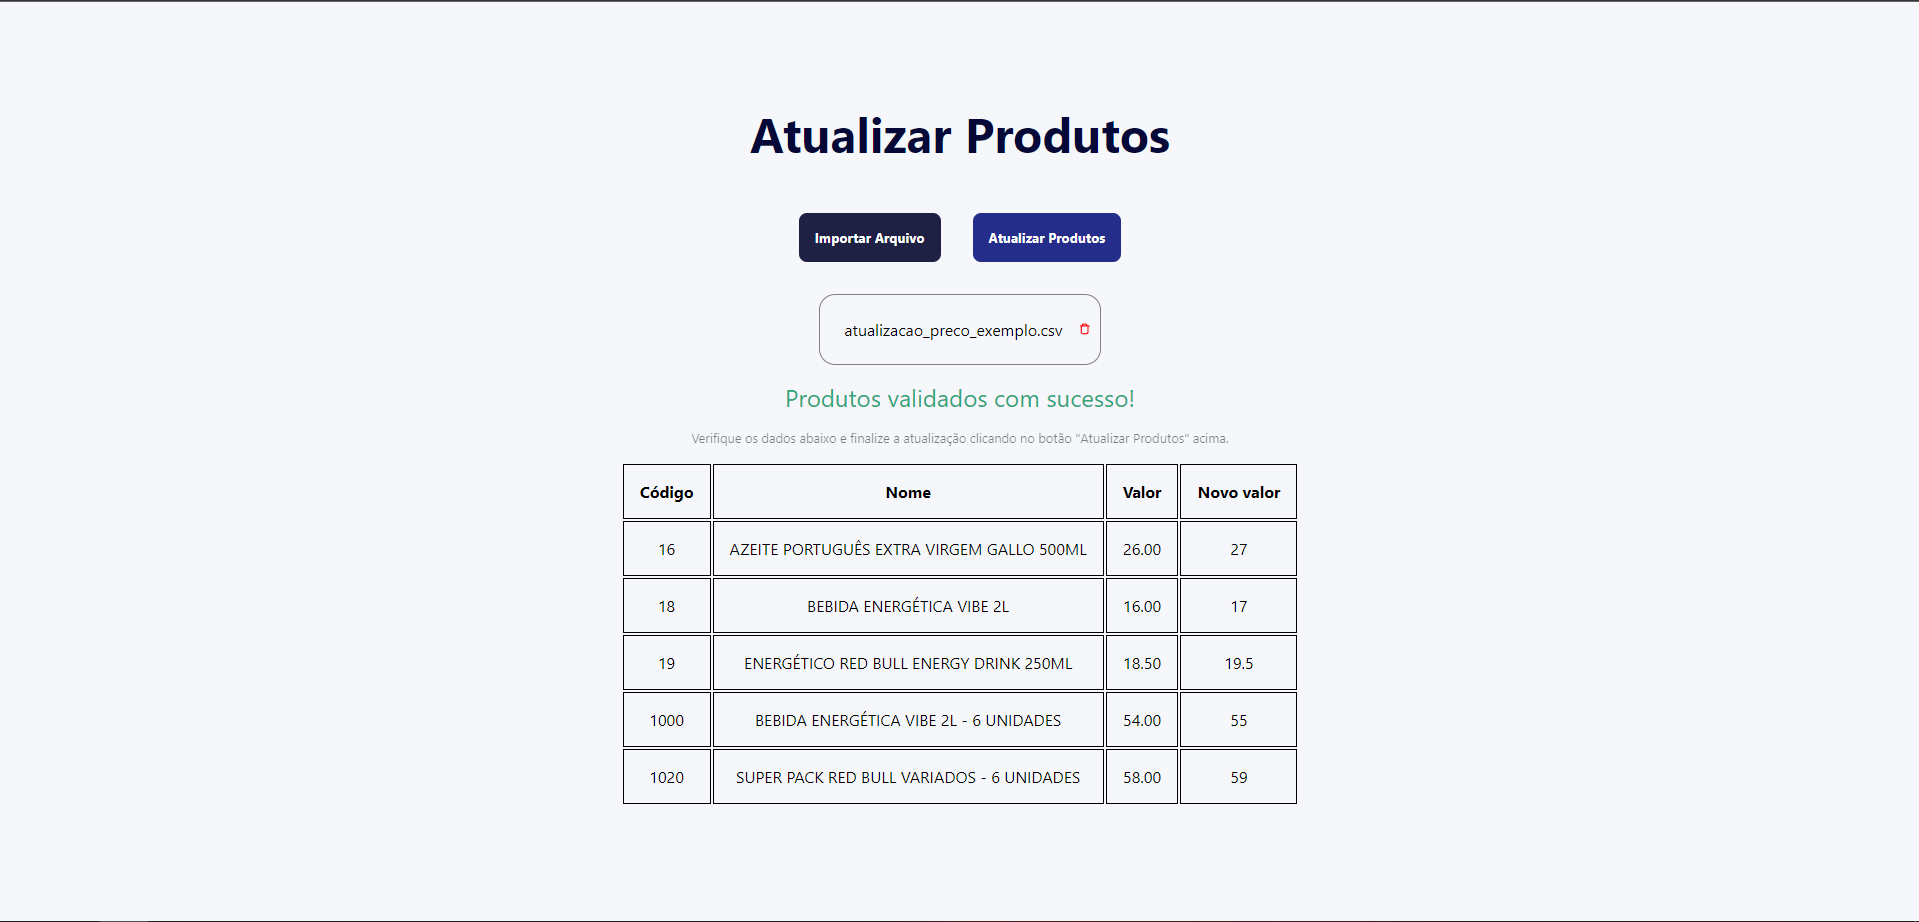 Atualizar Produtos
Importar Arquivo Atualizar Produtos
atualizacao_preco_exemplo.csv
Produtos validados com sucesso!
Verifique os dados abaixo e finalize a atualização clicando no botão "Atualizar Produtos" acima.
Código Nome Valor Novo valor
16 AZEITE PORTUGUÊS EXTRA VIRGEM GALLO 500ML 26.00 27
18 BEBIDA ENERGÉTICA VIBE 2L 16.00 17
19 ENERGÉTICO RED BULL ENERGY DRINK 250ML 18.50 19.5
1000 BEBIDA ENERGÉTICA VIBE 2L - 6 UNIDADES 54.00 55
1020 SUPER PACK RED BULL VARIADOS - 6 UNIDADES 58.00 59